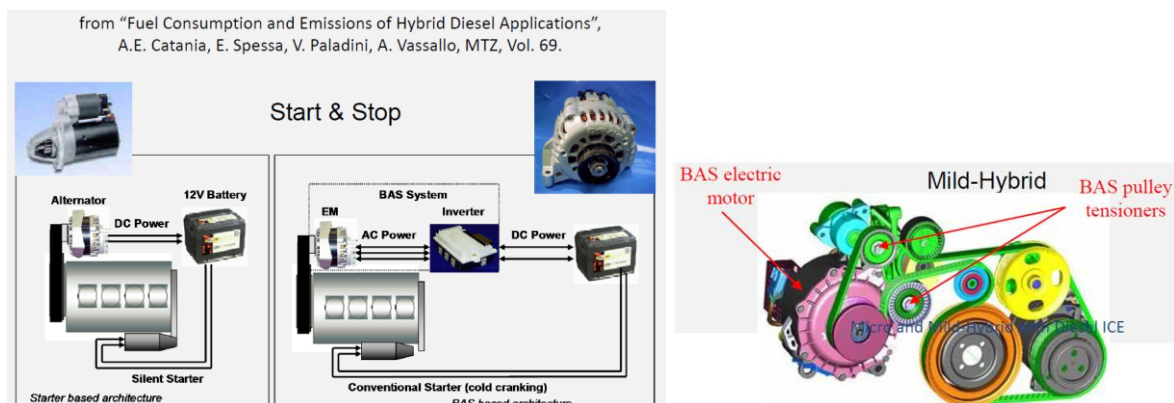 from “Fuel Consumption and Emissions of Hybrid Diesel Applications”,
A.E. Catania, E. Spessa, V. Paladini, A. Vassallo, MTZ, Vol. 69.
Start & Stop
Alternator
12V Battery
DC Power
Silent Starter
Starter based architecture
BAS System
EM
Inverter
AC Power
DC Power
Conventional Starter (cold cranking)
BAS based architecture
BAS electric
motor
Mild-Hybrid
BAS pulley
tensioners
Micro and Mild-Hybrid with Diesel ICE